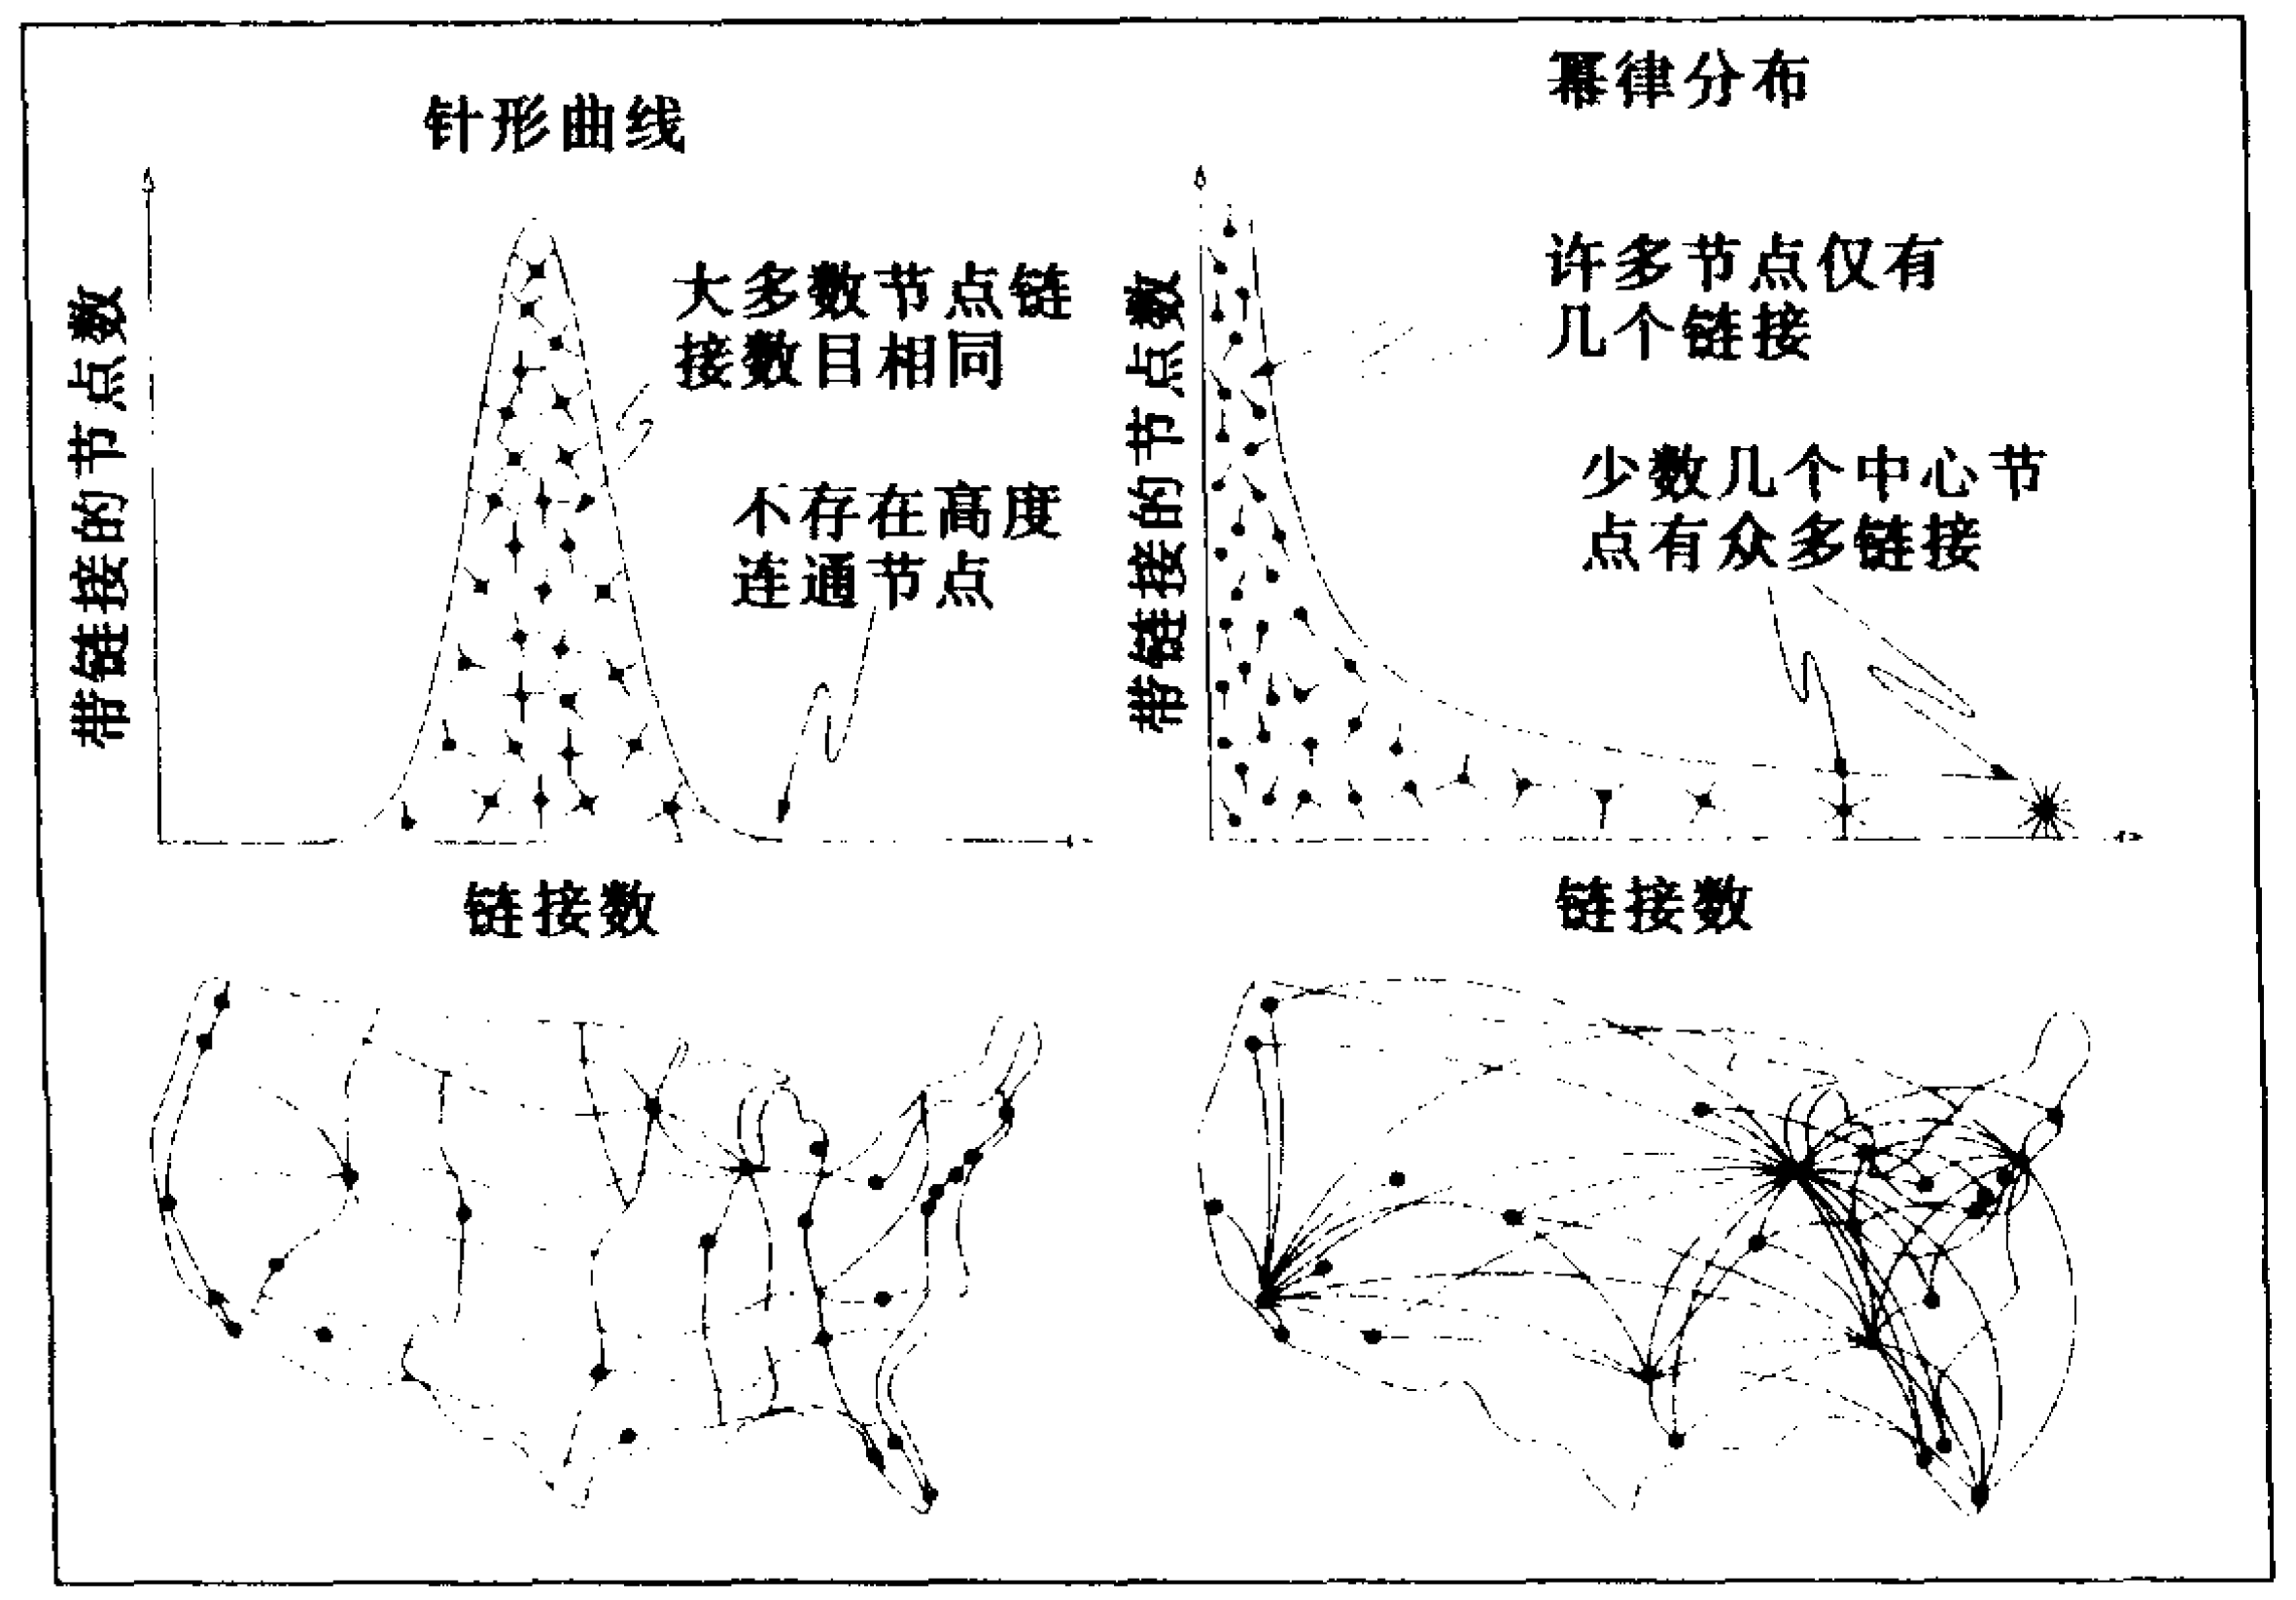 针形曲线
大多数节点链
接数目相同
不存在高度
连通节点
带链接的节点数
链接数
幂律分布
许多节点仅有
几个链接
少数几个中心节
点有众多链接
带链接的节点数
链接数